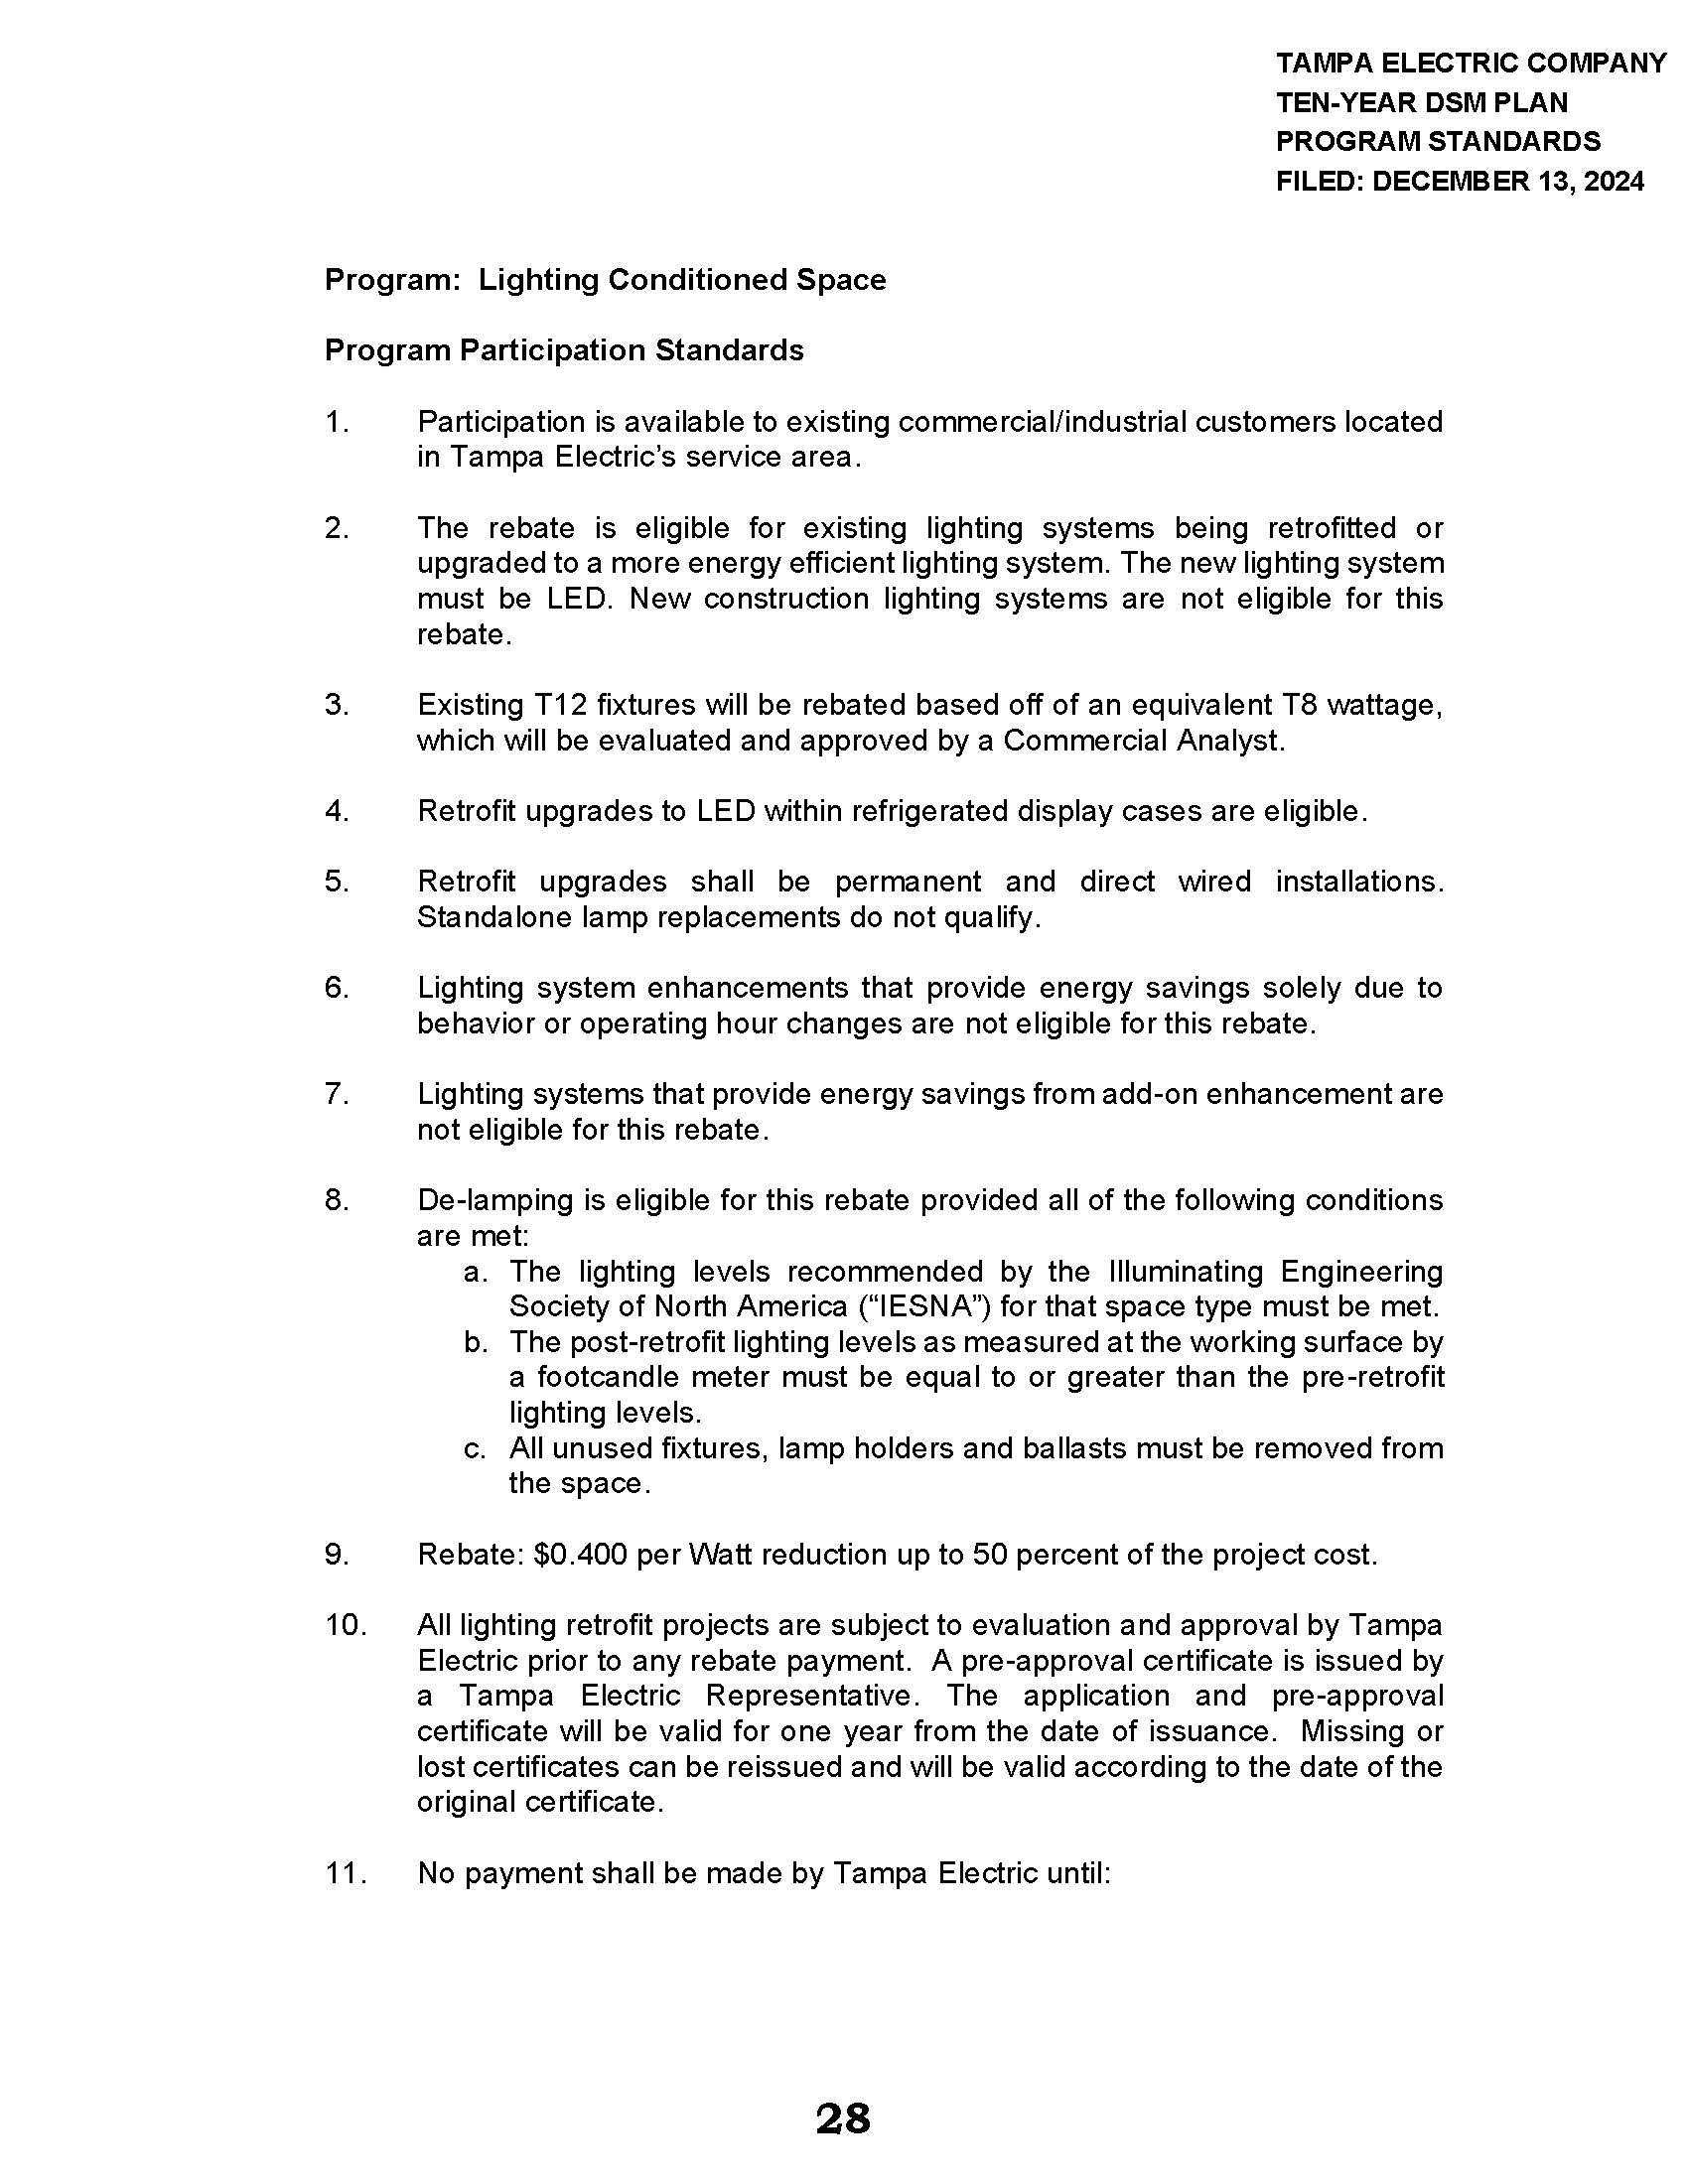 TAMPA ELECTRIC COMPANY
TEN-YEAR DSM PLAN
PROGRAM STANDARDS
FILED: DECEMBER 13, 2024
Program:  Lighting Conditioned Space
Program Participation Standards
1. Participation is available to existing commercial/industrial customers located
in Tampa Electric’s service area.
2. The rebate is eligible for existing lighting systems being retrofitted or
upgraded to a more energy efficient lighting system. The new lighting system
must be LED. New construction lighting systems are not eligible for this
rebate.
3. Existing T12 fixtures will be rebated based off of an equivalent T8 wattage,
which will be evaluated and approved by a Commercial Analyst.
4. Retrofit upgrades to LED within refrigerated display cases are eligible.
5. Retrofit upgrades shall be permanent and direct wired installations.
Standalone lamp replacements do not qualify.
6. Lighting system enhancements that provide energy savings solely due to
behavior or operating hour changes are not eligible for this rebate.
7. Lighting systems that provide energy savings from add-on enhancement are
not eligible for this rebate.
8. De-lamping is eligible for this rebate provided all of the following conditions
are met:
a. The lighting levels recommended by the Illuminating Engineering
Society of North America (“IESNA”) for that space type must be met.
b. The post-retrofit lighting levels as measured at the working surface by
a footcandle meter must be equal to or greater than the pre-retrofit
lighting levels.
c. All unused fixtures, lamp holders and ballasts must be removed from
the space.
9. Rebate: $0.400 per Watt reduction up to 50 percent of the project cost.
10. All lighting retrofit projects are subject to evaluation and approval by Tampa
Electric prior to any rebate payment.  A pre-approval certificate is issued by
a Tampa Electric Representative. The application and pre-approval
certificate will be valid for one year from the date of issuance.  Missing or
lost certificates can be reissued and will be valid according to the date of the
original certificate.
11. No payment shall be made by Tampa Electric until:
28